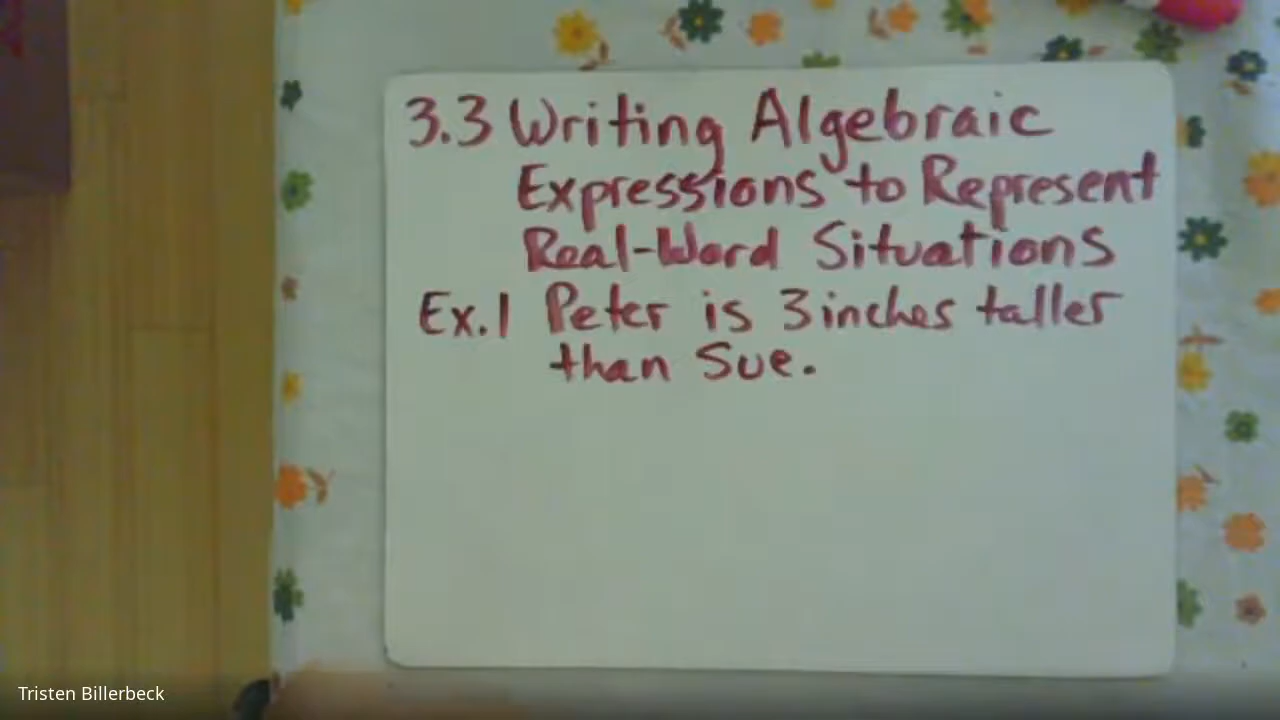 3.3 Writing Algebraic
Expressions to Represent
Real-Word Situations
Ex.1 Peter is 3 inches taller
than Sue.
Tristen Billerbeck